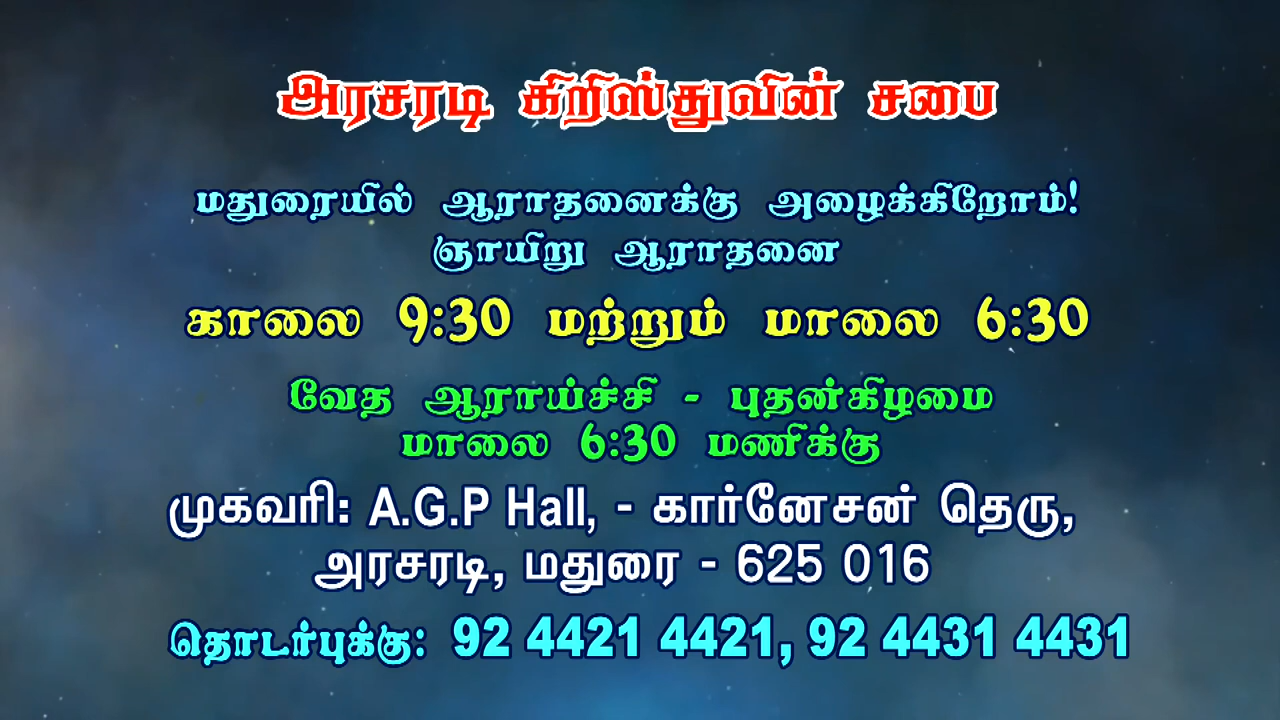 அரசரடி கிறிஸ்துவின் சபை
மதுரையில் ஆராதனைக்கு அழைக்கிறோம்!
ஞாயிறு ஆராதனை
காலை 9:30 மற்றும் மாலை 6:30
வேத ஆராய்ச்சி - புதன்கிழமை
மாலை 6:30 மணிக்கு
முகவரி: A.G.P Hall, - கார்னேசன் தெரு,
அரசரடி, மதுரை - 625 016
தொடர்புக்கு: 92 4421 4421, 92 4431 4431